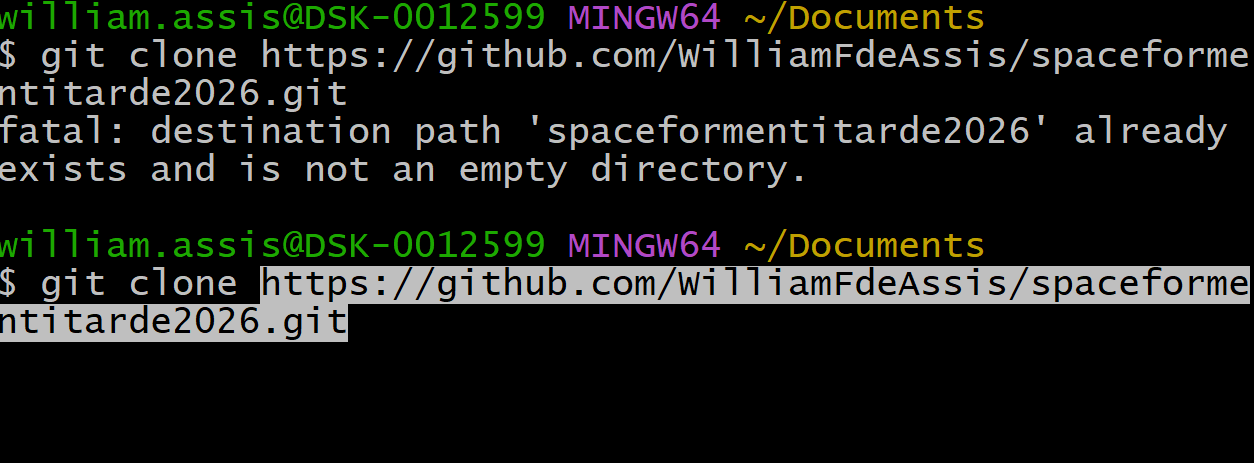 william.assis@DSK-0012599 MINGW64 ~/Documents
$ git clone https://github.com/WilliamFdeAssis/spaceforme
ntitarde2026.git
fatal: destination path 'spaceformentitarde2026' already
exists and is not an empty directory.
william.assis@DSK-0012599 MINGW64 ~/Documents
$ git clone https://github.com/WilliamFdeAssis/spaceforme
ntitarde2026.git